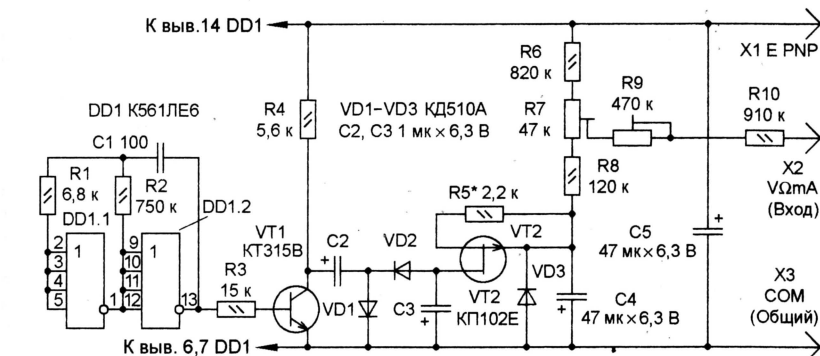 К выв.14 DD1
X1 E PNP
R6
820 к
DD1 К561ЛЕ6
C1 100
R4
5,6 к
VD1–VD3 КД510А
C2, C3 1 мк × 6,3 В
R7
47 к
R9
470 к
R10
910 к
R1
6,8 к
R2
750 к
R8
120 к
X2
VΩmA
(Вход)
DD1.1
DD1.2
R5* 2,2 к
VT1
КТ315В
C2
VD2
VT2
C5
47 мк×6,3 В
2
3
4
5
1
1
9
10
11
12
1
13
R3
15 к
VD3
VD1
C3
VT2
КП102Е
C4
47 мк×6,3 В
X3
COM
(Общий)
К выв. 6,7 DD1
+
+
+
+